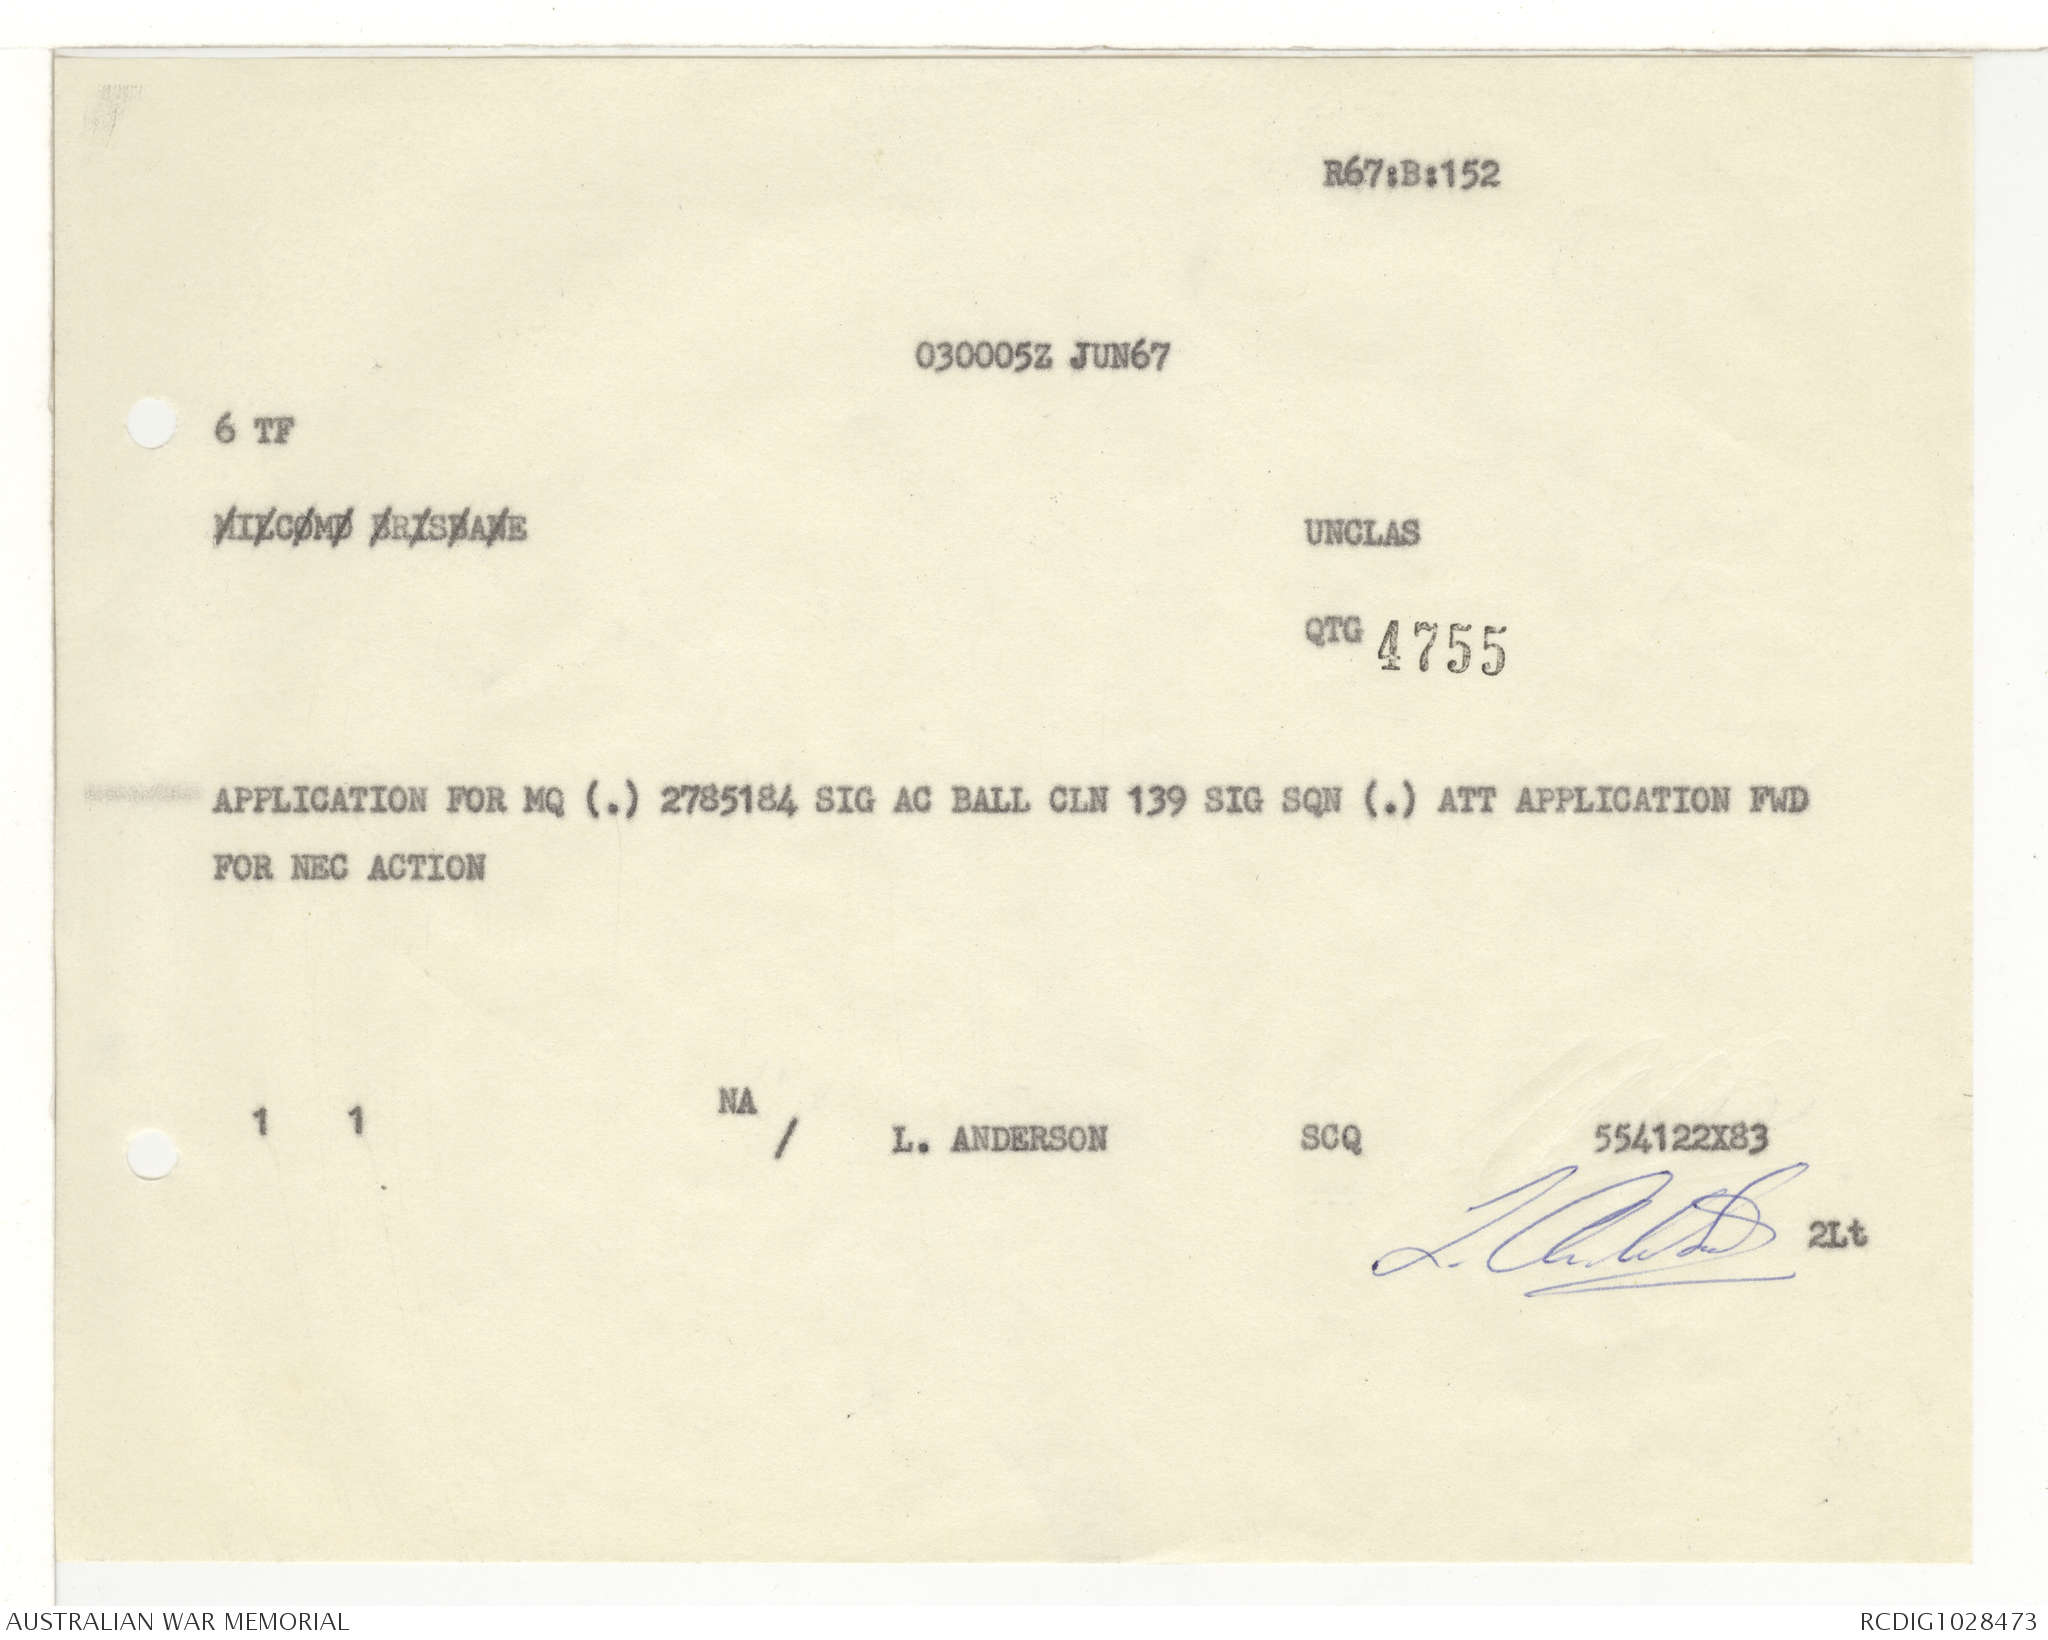 R67:B:152
030005Z JUN67
6 TF
MILCOMD BRISBANE
UNCLAS
QTG 4755
APPLICATION FOR MQ (.) 2785184 SIG AC BALL CLN 139 SIG SQN (.) ATT APPLICATION FWD
FOR NEC ACTION
1 1 NA / L. ANDERSON SCQ 554122X83
L. Anderson 2Lt
AUSTRALIAN WAR MEMORIAL RCDIG1028473